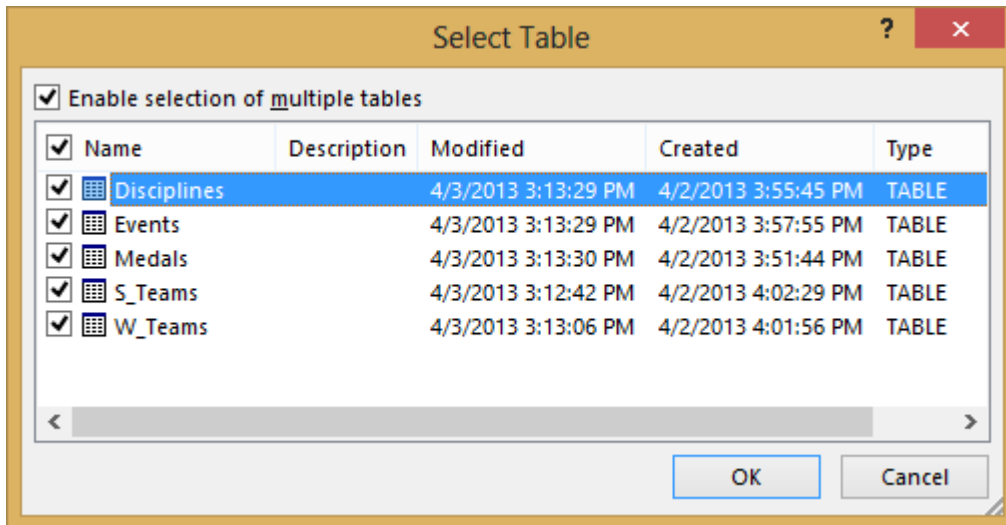 Select Table
? ×
Enable selection of multiple tables
Name Description Modified Created Type
Disciplines 4/3/2013 3:13:29 PM 4/2/2013 3:55:45 PM TABLE
Events 4/3/2013 3:13:29 PM 4/2/2013 3:57:55 PM TABLE
Medals 4/3/2013 3:13:30 PM 4/2/2013 3:51:44 PM TABLE
S_Teams 4/3/2013 3:12:42 PM 4/2/2013 4:02:29 PM TABLE
W_Teams 4/3/2013 3:13:06 PM 4/2/2013 4:01:56 PM TABLE
OK Cancel